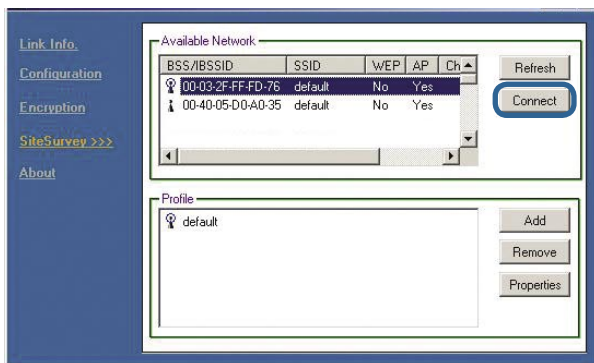 Link Info.
Configuration
Encryption
SiteSurvey >>>
About
Available Network
BSS/IBSSID SSID WEP AP Ch
00-03-2F-FF-FD-76 default No Yes
00-40-05-D0-A0-35 default No Yes
Refresh
Connect
Profile
default
Add
Remove
Properties